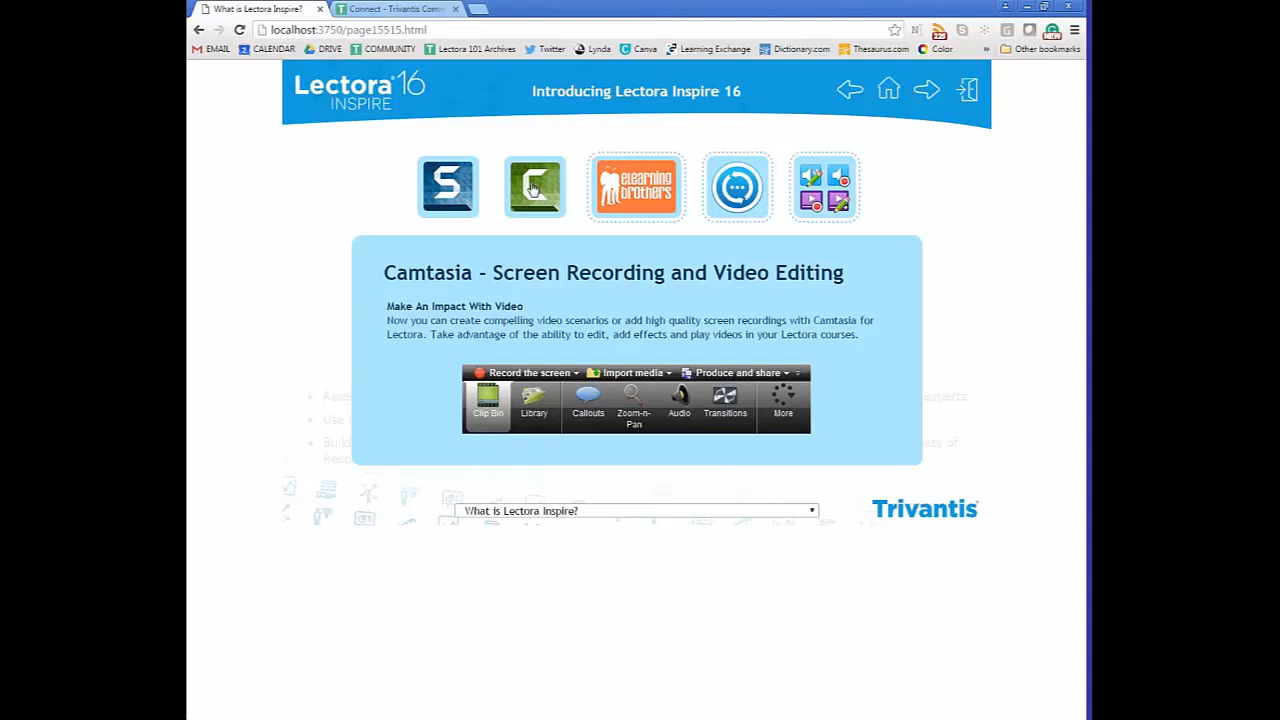 What is Lectora Inspire?
Connect - Trivantis Com
localhost:3750/page15515.html
EMAIL CALENDAR DRIVE COMMUNITY Lectora 101 Archives Twitter Lynda Canva Learning Exchange Dictionary.com Thesaurus.com Color » Other bookmarks
Lectora 16
INSPIRE
Introducing Lectora Inspire 16
S
C
eLearning
brothers
Camtasia - Screen Recording and Video Editing
Make An Impact With Video
Now you can create compelling video scenarios or add high quality screen recordings with Camtasia for
Lectora. Take advantage of the ability to edit, add effects and play videos in your Lectora courses.
Record the screen Import media Produce and share
Clip Bin Library Callouts Zoom-n- Audio Transitions More
Pan
What is Lectora Inspire?
Trivantis